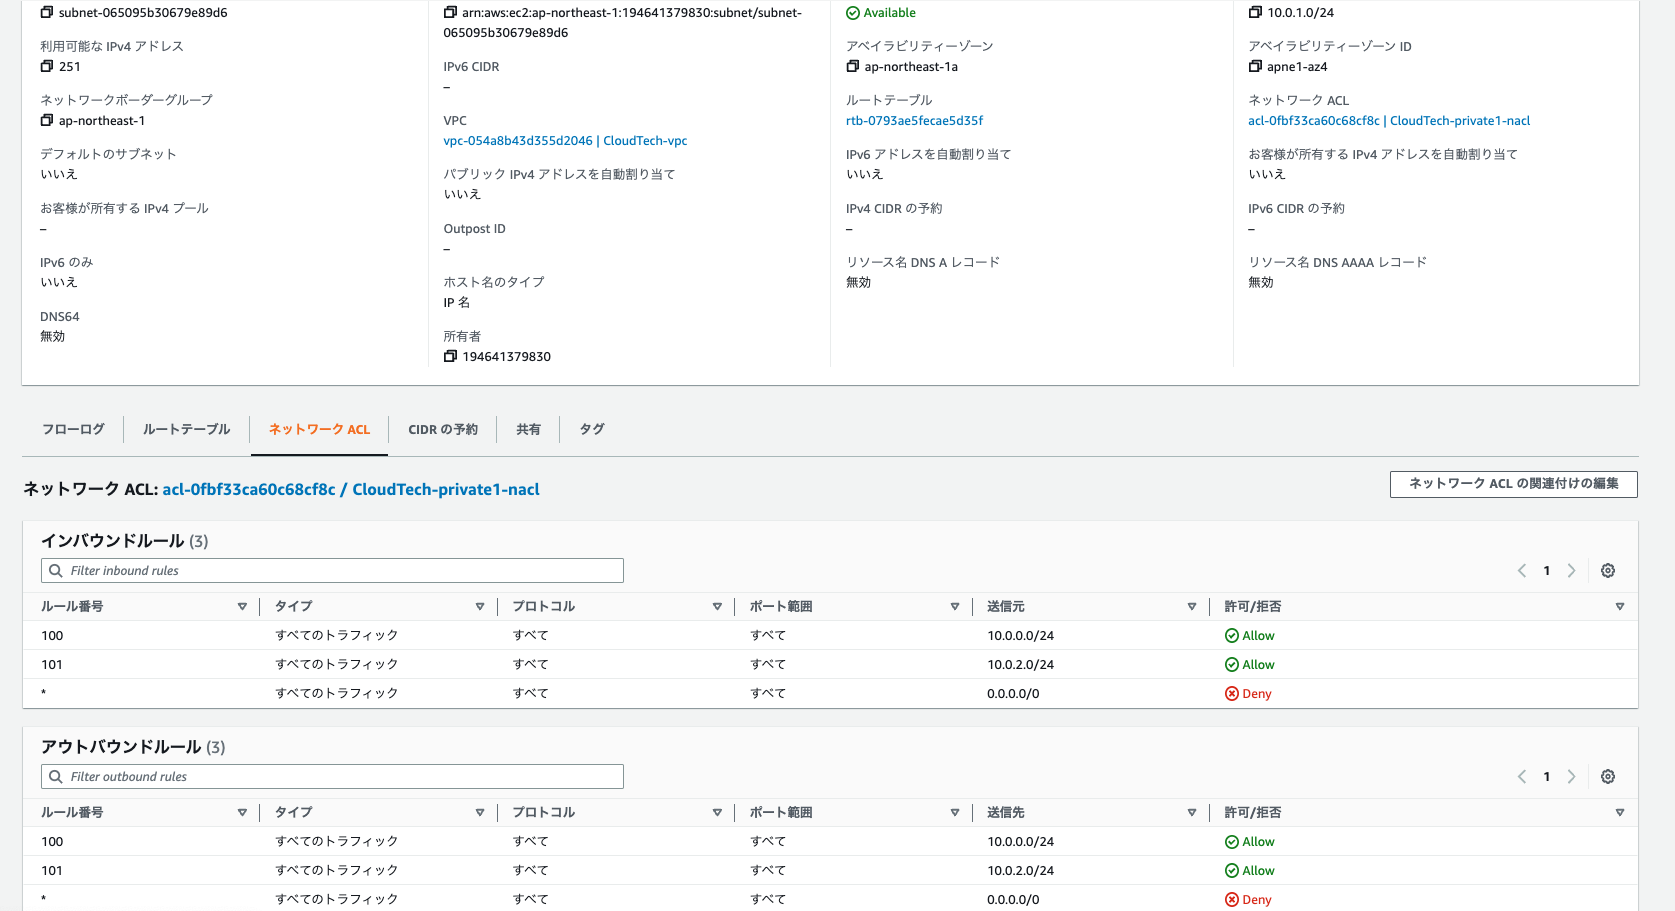 subnet-065095b30679e89d6
利用可能な IPv4 アドレス
251
ネットワークボーダーグループ
ap-northeast-1
デフォルトのサブネット
いいえ
お客様が所有する IPv4 プール
–
IPv6 のみ
いいえ
DNS64
無効
arn:aws:ec2:ap-northeast-1:194641379830:subnet/subnet-
065095b30679e89d6
IPv6 CIDR
–
VPC
vpc-054a8b43d355d2046 | CloudTech-vpc
パブリック IPv4 アドレスを自動割り当て
いいえ
Outpost ID
–
ホスト名のタイプ
IP 名
所有者
194641379830
Available
アベイラビリティーゾーン
ap-northeast-1a
ルートテーブル
rtb-0793ae5fecae5d35f
IPv6 アドレスを自動割り当て
いいえ
IPv4 CIDR の予約
–
リソース名 DNS A レコード
無効
10.0.1.0/24
アベイラビリティーゾーン ID
apne1-az4
ネットワーク ACL
acl-0fbf33ca60c68cf8c | CloudTech-private1-nacl
お客様が所有する IPv4 アドレスを自動割り当て
いいえ
IPv6 CIDR の予約
–
リソース名 DNS AAAA レコード
無効
フローログ ルートテーブル ネットワーク ACL CIDR の予約 共有 タグ
ネットワーク ACL: acl-0fbf33ca60c68cf8c / CloudTech-private1-nacl
ネットワーク ACL の関連付けの編集
インバウンドルール (3)
Filter inbound rules
1
ルール番号 タイプ プロトコル ポート範囲 送信元 許可/拒否
100 すべてのトラフィック すべて すべて 10.0.0.0/24 Allow
101 すべてのトラフィック すべて すべて 10.0.2.0/24 Allow
* すべてのトラフィック すべて すべて 0.0.0.0/0 Deny
アウトバウンドルール (3)
Filter outbound rules
1
ルール番号 タイプ プロトコル ポート範囲 送信先 許可/拒否
100 すべてのトラフィック すべて すべて 10.0.0.0/24 Allow
101 すべてのトラフィック すべて すべて 10.0.2.0/24 Allow
* すべてのトラフィック すべて すべて 0.0.0.0/0 Deny